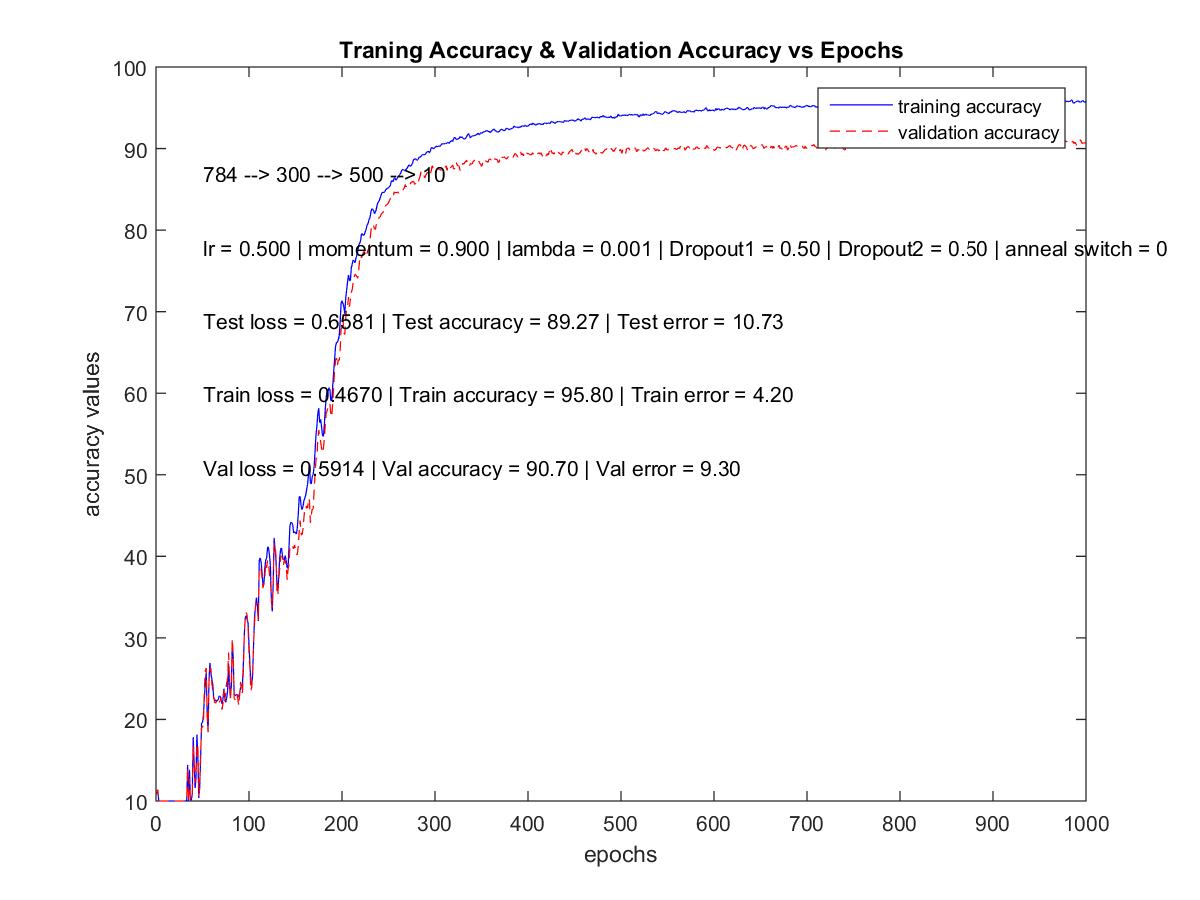 Traning Accuracy & Validation Accuracy vs Epochs
100
90
80
70
60
50
40
30
20
10
accuracy values
training accuracy
validation accuracy
784 --> 300 --> 500 --> 10
lr = 0.500 | momentum = 0.900 | lambda = 0.001 | Dropout1 = 0.50 | Dropout2 = 0.50 | anneal switch = 0
Test loss = 0.6581 | Test accuracy = 89.27 | Test error = 10.73
Train loss = 0.4670 | Train accuracy = 95.80 | Train error = 4.20
Val loss = 0.5914 | Val accuracy = 90.70 | Val error = 9.30
0 100 200 300 400 500 600 700 800 900 1000
epochs